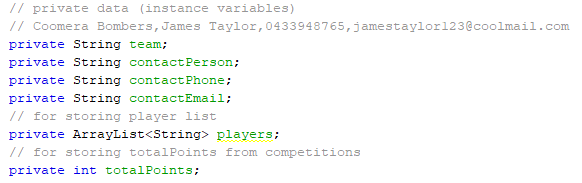 // private data (instance variables)
// Coomera Bombers,James Taylor,0433948765,jamestaylor123@coolmail.com
private String team;
private String contactPerson;
private String contactPhone;
private String contactEmail;
// for storing player list
private ArrayList<String> players;
// for storing totalPoints from competitions
private int totalPoints;